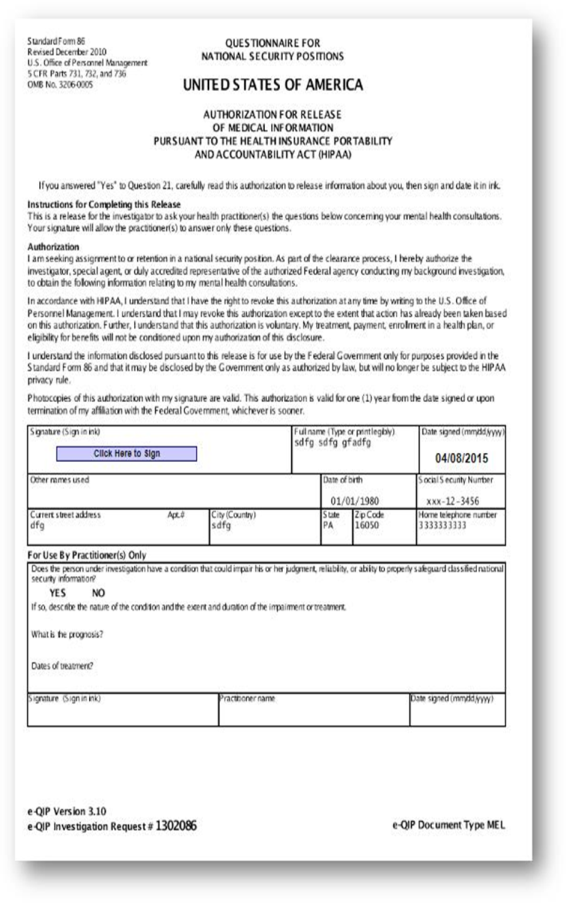 Standard Form 86
Revised December 2010
U.S. Office of Personnel Management
5 CFR Parts 731, 732, and 736
OMB No. 3206-0005
QUESTIONNAIRE FOR
NATIONAL SECURITY POSITIONS
UNITED STATES OF AMERICA
AUTHORIZATION FOR RELEASE
OF MEDICAL INFORMATION
PURSUANT TO THE HEALTH INSURANCE PORTABILITY
AND ACCOUNTABILITY ACT (HIPAA)
If you answered "Yes" to Question 21, carefully read this authorization to release information about you, then sign and date it in ink.
Instructions for Completing this Release
This is a release for the investigator to ask your health practitioner(s) the questions below concerning your mental health consultations.
Your signature will allow the practitioner(s) to answer only these questions.
Authorization
I am seeking assignment to or retention in a national security position. As part of the clearance process, I hereby authorize the
investigator, special agent, or duly accredited representative of the authorized Federal agency conducting my background investigation,
to obtain the following information relating to my mental health consultations.
In accordance with HIPAA, I understand that I have the right to revoke this authorization at any time by writing to the U.S. Office of
Personnel Management. I understand that I may revoke this authorization except to the extent that action has already been taken based
on this authorization. Further, I understand that this authorization is voluntary. My treatment, payment, enrollment in a health plan, or
eligibility for benefits will not be conditioned upon my authorization of this disclosure.
I understand the information disclosed pursuant to this release is for use by the Federal Government only for purposes provided in the
Standard Form 86 and that it may be disclosed by the Government only as authorized by law, but will no longer be subject to the HIPAA
privacy rule.
Photocopies of this authorization with my signature are valid. This authorization is valid for one (1) year from the date signed or upon
termination of my affiliation with the Federal Government, whichever is sooner.
Signature (Sign in ink) Full name (Type or print legibly) Date signed (mm/dd/yyyy)
Click Here to Sign sdfg sdfg gfadfg 04/08/2015
Other names used Date of birth Social Security Number
01/01/1980 xxx-12-3456
Current street address Apt.# City (Country) State Zip Code Home telephone number
dfg sdfg PA 16050 3333333333
For Use By Practitioner(s) Only
Does the person under investigation have a condition that could impair his or her judgment, reliability, or ability to properly safeguard classified national
security information?
YES NO
If so, describe the nature of the condition and the extent and duration of the impairment or treatment.
What is the prognosis?
Dates of treatment?
Signature (Sign in ink) Practitioner name Date signed (mm/dd/yyyy)
e-QIP Version 3.10
e-QIP Investigation Request # 1302086 e-QIP Document Type MEL